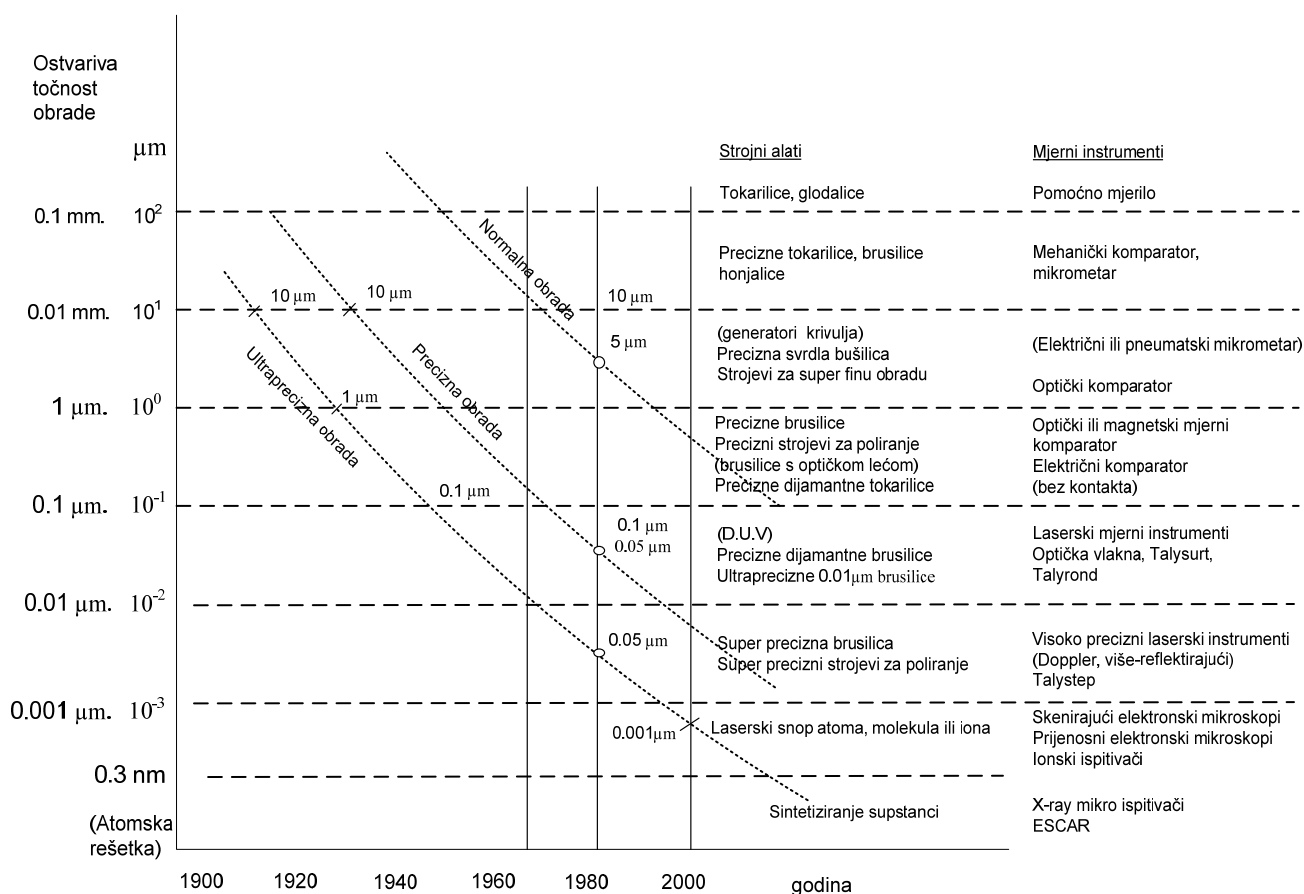 Ostvariva
točnost
obrade
µm
Strojni alati
Mjerni instrumenti
Tokarilice, glodalice
Pomoćno mjerilo
0.1 mm. 10²
Normalna obrada
Precizne tokarilice, brusilice
honjalice
Mehanički komparator,
mikrometar
10 µm
10 µm
10 µm
0.01 mm. 10¹
5 µm
(generatori krivulja)
Precizna svrdla bušilica
Strojevi za super finu obradu
(Električni ili pneumatski mikrometar)
Optički komparator
Ultraprecizna obrada
Precizna obrada
1 µm
1 µm. 10⁰
Precizne brusilice
Precizni strojevi za poliranje
(brusilice s optičkom lećom)
Precizne dijamantne tokarilice
Optički ili magnetski mjerni
komparator
Električni komparator
(bez kontakta)
0.1 µm
0.1 µm. 10⁻¹
0.1 µm
0.05 µm
(D.U.V)
Precizne dijamantne brusilice
Ultraprecizne 0.01µm brusilice
Laserski mjerni instrumenti
Optička vlakna, Talysurt,
Talyrond
0.01 µm. 10⁻²
0.05 µm
Super precizna brusilica
Super precizni strojevi za poliranje
Visoko precizni laserski instrumenti
(Doppler, više-reflektirajući)
Talystep
0.001 µm. 10⁻³
0.001µm
Laserski snop atoma, molekula ili iona
Skenirajući elektronski mikroskopi
Prijenosni elektronski mikroskopi
Ionski ispitivači
0.3 nm
(Atomska
rešetka)
Sintetiziranje supstanci
X-ray mikro ispitivači
ESCAR
1900 1920 1940 1960 1980 2000 godina